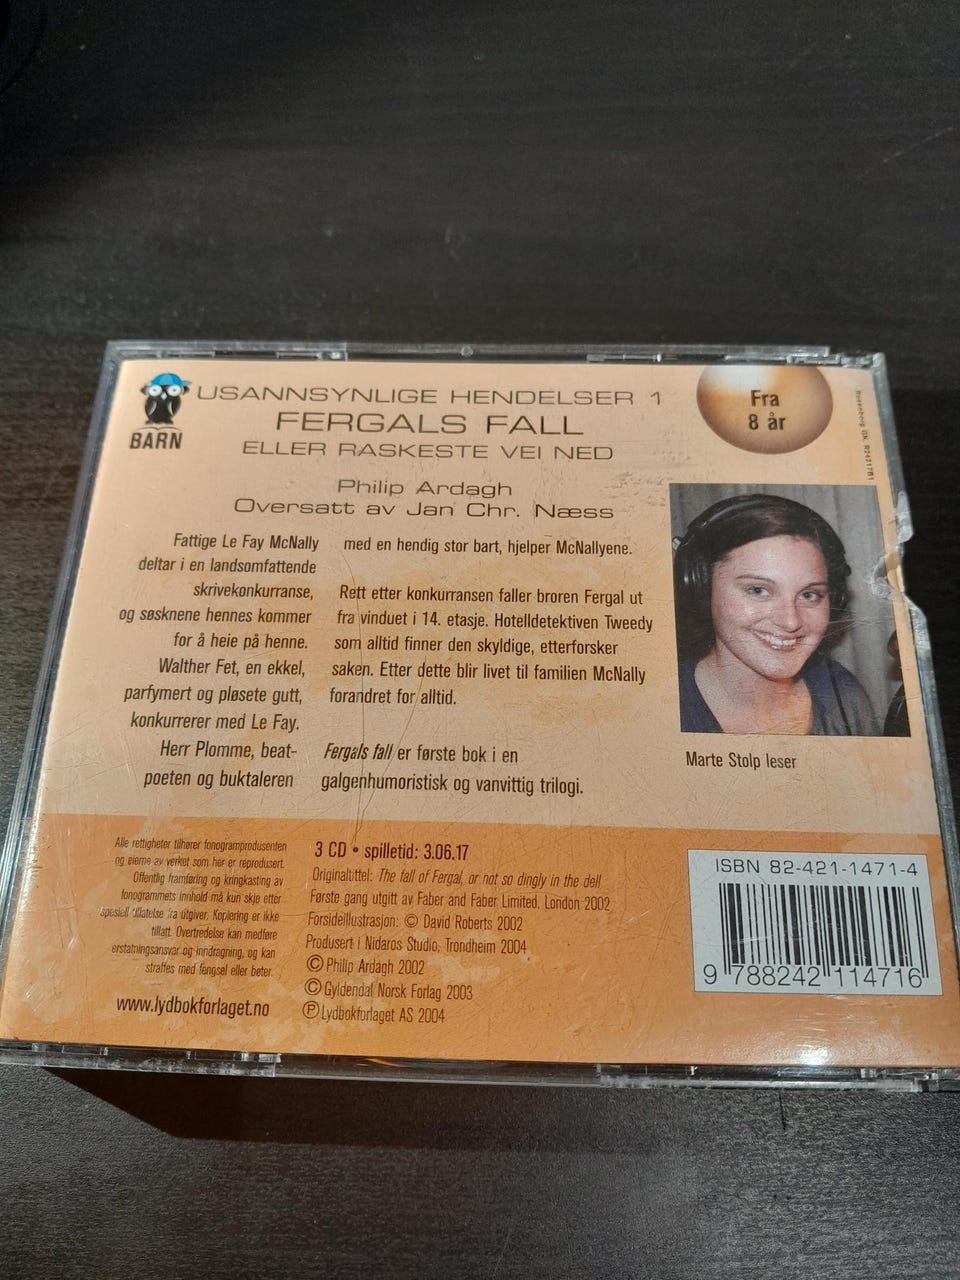 BARN
USANNSYNLIGE HENDELSER 1
FERGALS FALL
ELLER RASKESTE VEI NED
Fra
8 år
Philip Ardagh
Oversatt av Jan Chr. Næss
Fattige Le Fay McNally
deltar i en landsomfattende
skrivekonkurranse,
og søsknene hennes kommer
for å heie på henne.
Walther Fet, en ekkel,
parfymert og pløsete gutt,
konkurrerer med Le Fay.
Herr Plomme, beat-
poeten og buktaleren
med en hendig stor bart, hjelper McNallyene.
Rett etter konkurransen faller broren Fergal ut
fra vinduet i 14. etasje. Hotelldetektiven Tweedy
som alltid finner den skyldige, etterforsker
saken. Etter dette blir livet til familien McNally
forandret for alltid.
Fergals fall er første bok i en
galgenhumoristisk og vanvittig trilogi.
Marte Stolp leser
Alle rettigheter tilhører fonogramprodusenten
og eierne av verket som her er reprodusert.
Offentlig framføring og kringkasting av
fonogrammets innhold må kun skje etter
spesiell tillatelse fra utgiver. Kopiering er ikke
tillatt. Overtredelse kan medføre
erstatningsansvar og inndragning, og kan
straffes med fengsel eller bøter.
www.lydbokforlaget.no
3 CD • spilletid: 3.06.17
Originaltittel: The fall of Fergal, or not so dingly in the dell
Første gang utgitt av Faber and Faber Limited, London 2002
Forsideillustrasjon: © David Roberts 2002
Produsert i Nidaros Studio, Trondheim 2004
© Philip Ardagh 2002
© Gyldendal Norsk Forlag 2003
℗ Lydbokforlaget AS 2004
ISBN 82-421-1471-4
9 788242 114716